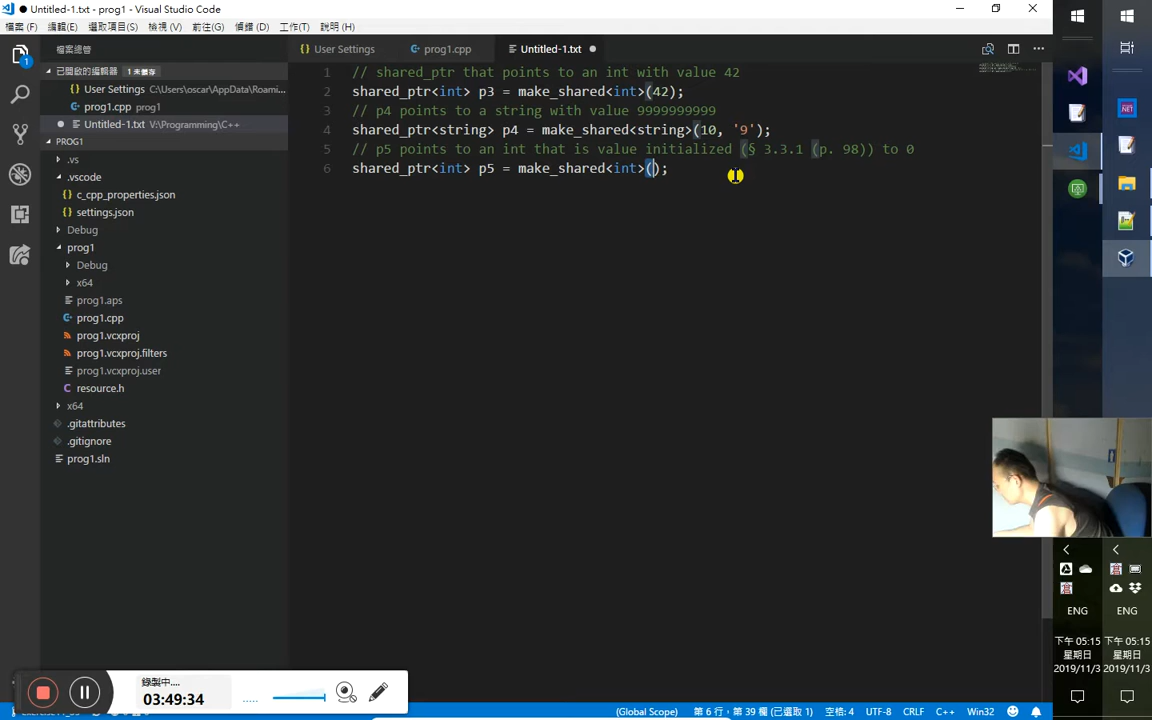 Untitled-1.txt - prog1 - Visual Studio Code
檔案(F) 編輯(E) 選取項目(S) 檢視(V) 前往(G) 偵錯(D) 工作(T) 說明(H)
檔案總管
User Settings
prog1.cpp
Untitled-1.txt
已開啟的編輯器 1 未儲存
User Settings C:\Users\oscar\AppData\Roami...
prog1.cpp prog1
Untitled-1.txt V:\Programming\C++
PROG1
.vs
.vscode
c_cpp_properties.json
settings.json
Debug
prog1
Debug
x64
prog1.aps
prog1.cpp
prog1.vcxproj
prog1.vcxproj.filters
prog1.vcxproj.user
resource.h
x64
.gitattributes
.gitignore
prog1.sln
1 // shared_ptr that points to an int with value 42
2 shared_ptr<int> p3 = make_shared<int>(42);
3 // p4 points to a string with value 9999999999
4 shared_ptr<string> p4 = make_shared<string>(10, '9');
5 // p5 points to an int that is value initialized (§ 3.3.1 (p. 98)) to 0
6 shared_ptr<int> p5 = make_shared<int>();
錄製中....
03:49:34
(Global Scope) 第 6 行，第 39 欄 (已選取 1) 空格: 4 UTF-8 CRLF C++ Win32
ENG
下午 05:15
星期日
2019/11/3
ENG
下午 05:15
星期日
2019/11/3